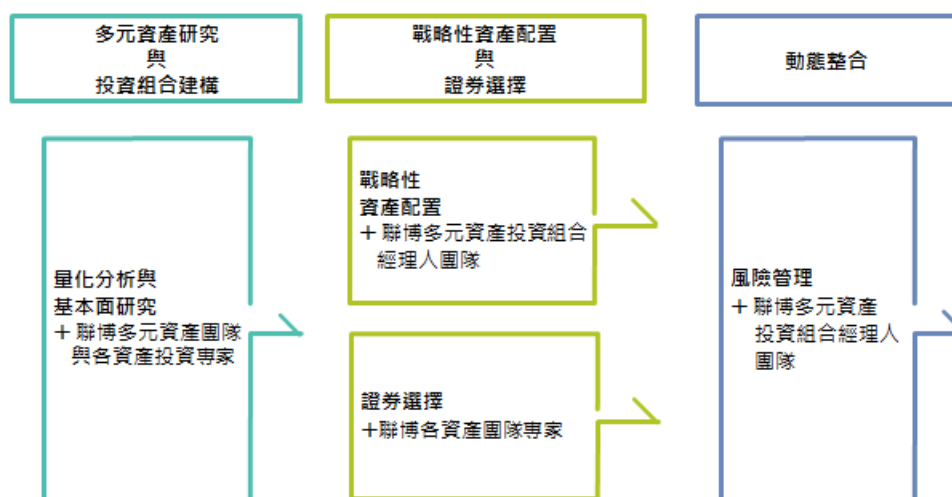 多元資產研究
與
投資組合建構
戰略性資產配置
與
證券選擇
動態整合
量化分析與
基本面研究
+ 聯博多元資產團隊
與各資產投資專家
戰略性
資產配置
+ 聯博多元資產投資組合
經理人團隊
證券選擇
+聯博各資產團隊專家
風險管理
+ 聯博多元資產
投資組合經理人
團隊